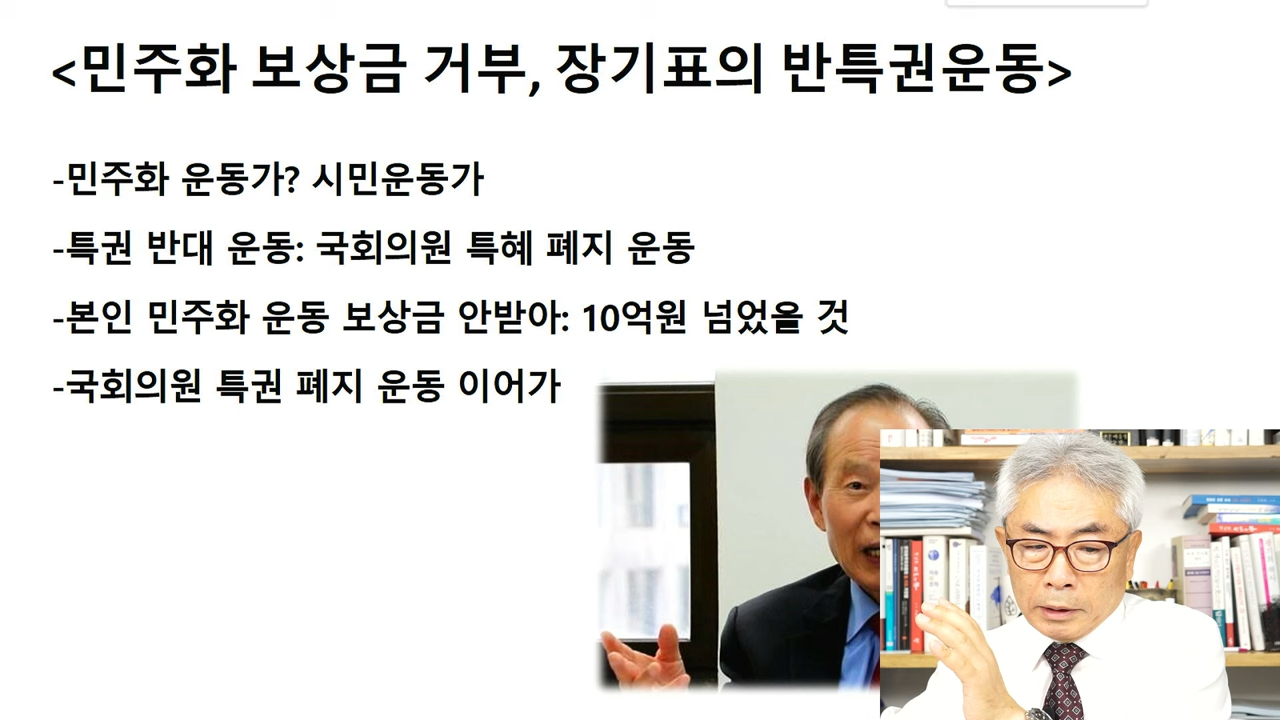 <민주화 보상금 거부, 장기표의 반특권운동>
-민주화 운동가? 시민운동가
-특권 반대 운동: 국회의원 특혜 폐지 운동
-본인 민주화 운동 보상금 안받아: 10억원 넘었을 것
-국회의원 특권 폐지 운동 이어가